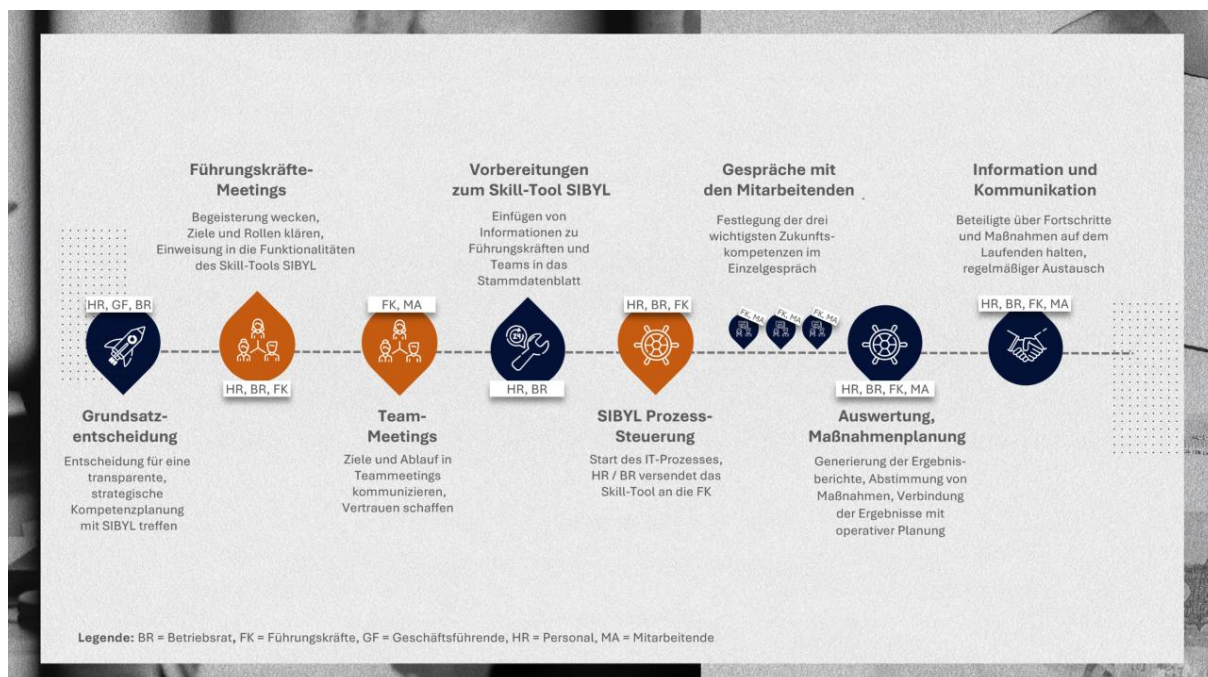 Führungskräfte-
Meetings
Begeisterung wecken,
Ziele und Rollen klären,
Einweisung in die Funktionalitäten
des Skill-Tools SIBYL
Vorbereitungen
zum Skill-Tool SIBYL
Einfügen von
Informationen zu
Führungskräften und
Teams in das
Stammdatenblatt
Gespräche mit
den Mitarbeitenden
Festlegung der drei
wichtigsten Zukunfts-
kompetenzen im
Einzelgespräch
Information und
Kommunikation
Beteiligte über Fortschritte
und Maßnahmen auf dem
Laufenden halten,
regelmäßiger Austausch
HR, GF, BR
HR, BR, FK
FK, MA
24
HR, BR
HR, BR, FK
FK, MA
FK, MA
FK, MA
HR, BR, FK, MA
HR, BR, FK, MA
Grundsatz-
entscheidung
Entscheidung für eine
transparente,
strategische
Kompetenzplanung
mit SIBYL treffen
Team-
Meetings
Ziele und Ablauf in
Teammeetings
kommunizieren,
Vertrauen schaffen
SIBYL Prozess-
Steuerung
Start des IT-Prozesses,
HR / BR versendet das
Skill-Tool an die FK
Auswertung,
Maßnahmenplanung
Generierung der Ergebnis-
berichte, Abstimmung von
Maßnahmen, Verbindung
der Ergebnisse mit
operativer Planung
Legende: BR = Betriebsrat, FK = Führungskräfte, GF = Geschäftsführende, HR = Personal, MA = Mitarbeitende